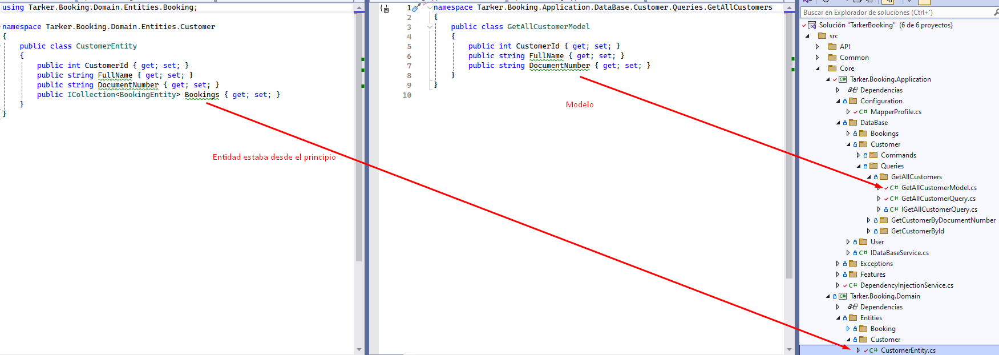 using Tarker.Booking.Domain.Entities.Booking;
namespace Tarker.Booking.Domain.Entities.Customer
{
public class CustomerEntity
{
public int CustomerId { get; set; }
public string FullName { get; set; }
public string DocumentNumber { get; set; }
public ICollection<BookingEntity> Bookings { get; set; }
}
}
Entidad estaba desde el principio
1 namespace Tarker.Booking.Application.DataBase.Customer.Queries.GetAllCustomers
2 {
3 public class GetAllCustomerModel
4 {
5 public int CustomerId { get; set; }
6 public string FullName { get; set; }
7 public string DocumentNumber { get; set; }
8 }
9 }
10
Modelo
Buscar en Explorador de soluciones (Ctrl+´)
Solución "TarkerBooking" (6 de 6 proyectos)
src
API
Common
Core
C# Tarker.Booking.Application
Dependencias
Configuration
C# MapperProfile.cs
DataBase
Bookings
Customer
Commands
Queries
GetAllCustomers
C# GetAllCustomerModel.cs
C# GetAllCustomerQuery.cs
C# IGetAllCustomerQuery.cs
GetCustomerByDocumentNumber
GetCustomerById
User
C# IDataBaseService.cs
Exceptions
Features
C# DependencyInjectionService.cs
C# Tarker.Booking.Domain
Dependencias
Entities
Booking
Customer
C# CustomerEntity.cs